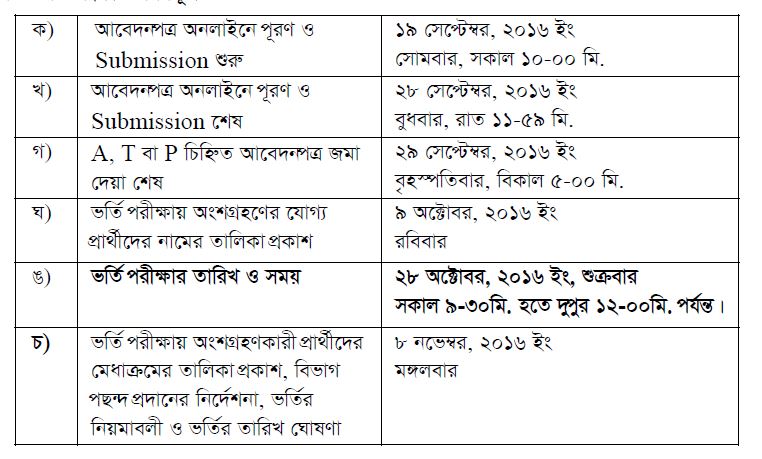 ক) আবেদনপত্র অনলাইনে পূরণ ও ১৯ সেপ্টেম্বর, ২০১৬ ইং
Submission শুরু সোমবার, সকাল ১০-০০ মি.
খ) আবেদনপত্র অনলাইনে পূরণ ও ২৮ সেপ্টেম্বর, ২০১৬ ইং
Submission শেষ বুধবার, রাত ১১-৫৯ মি.
গ) A, T বা P চিহ্নিত আবেদনপত্র জমা ২৯ সেপ্টেম্বর, ২০১৬ ইং
দেয়া শেষ বৃহস্পতিবার, বিকাল ৫-০০ মি.
ঘ) ভর্তি পরীক্ষায় অংশগ্রহণের যোগ্য ৯ অক্টোবর, ২০১৬ ইং
প্রার্থীদের নামের তালিকা প্রকাশ রবিবার
ঙ) ভর্তি পরীক্ষার তারিখ ও সময় ২৮ অক্টোবর, ২০১৬ ইং, শুক্রবার
সকাল ৯-৩০মি. হতে দুপুর ১২-০০মি. পর্যন্ত।
চ) ভর্তি পরীক্ষায় অংশগ্রহণকারী প্রার্থীদের ৮ নভেম্বর, ২০১৬ ইং
মেধাক্রমের তালিকা প্রকাশ, বিভাগ মঙ্গলবার
পছন্দ প্রদানের নির্দেশনা, ভর্তির
নিয়মাবলী ও ভর্তির তারিখ ঘোষণা